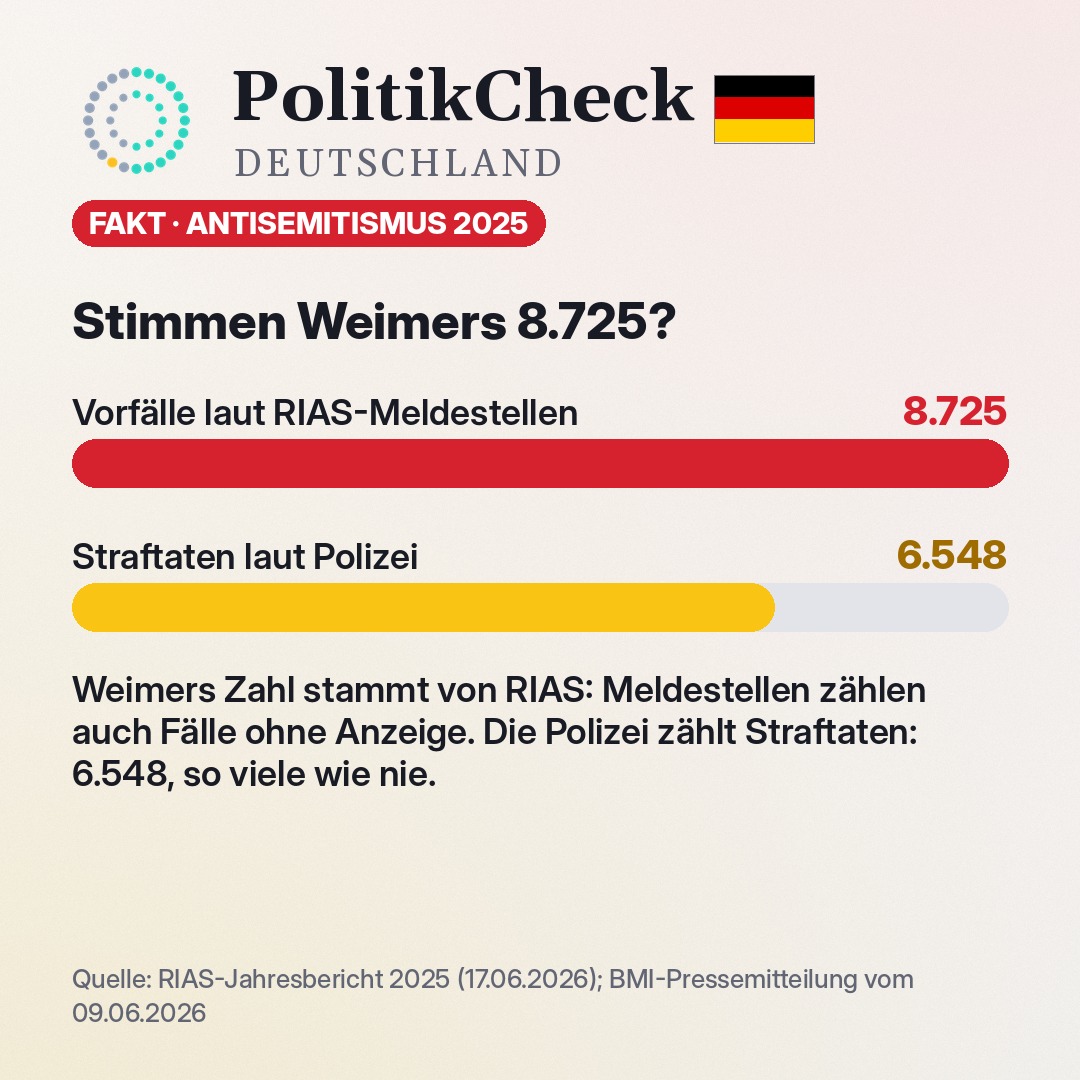 PolitikCheck
DEUTSCHLAND
FAKT · ANTISEMITISMUS 2025
Stimmen Weimers 8.725?
Vorfälle laut RIAS-Meldestellen 8.725
Straftaten laut Polizei 6.548
Weimers Zahl stammt von RIAS: Meldestellen zählen
auch Fälle ohne Anzeige. Die Polizei zählt Straftaten:
6.548, so viele wie nie.
Quelle: RIAS-Jahresbericht 2025 (17.06.2026); BMI-Pressemitteilung vom
09.06.2026